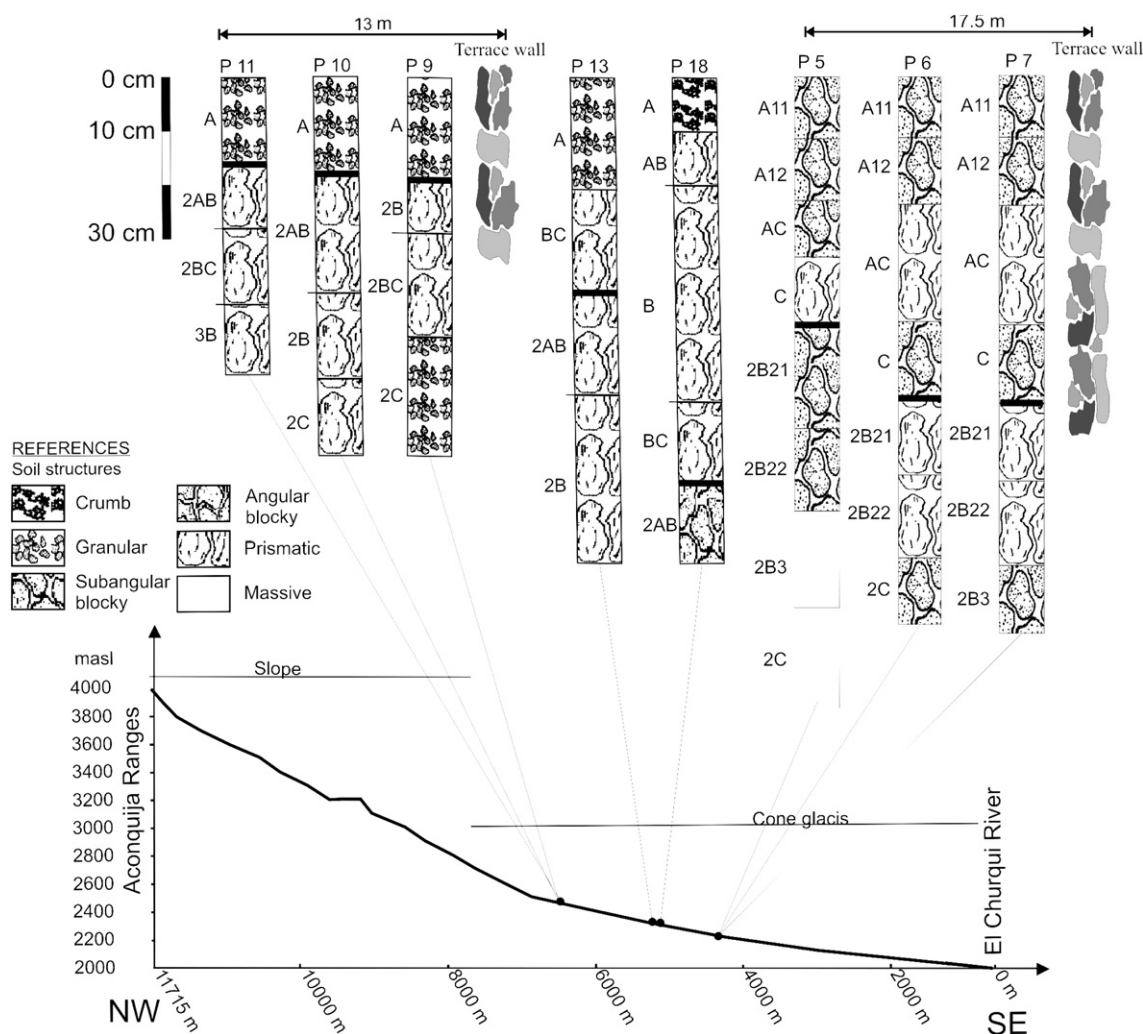 13 m
17.5 m
Terrace wall
Terrace wall
P 11
P 10
P 9
P 13
P 18
P 5
P 6
P 7
0 cm
10 cm
30 cm
A
2AB
2BC
3B
A
2AB
2B
2C
A
2B
2BC
2C
A
BC
2AB
2B
A
AB
B
BC
2AB
A11
A12
AC
C
2B21
2B22
2B3
2C
A11
A12
AC
C
2B21
2B22
2C
A11
A12
AC
C
2B21
2B22
2B3
REFERENCES
Soil structures
Crumb
Granular
Subangular
blocky
Angular
blocky
Prismatic
Massive
masl
4000
3800
3600
3400
3200
3000
2800
2600
2400
2200
2000
Aconquija Ranges
Slope
Cone glacis
El Churqui River
11715 m
10000 m
8000 m
6000 m
4000 m
2000 m
0 m
NW
SE